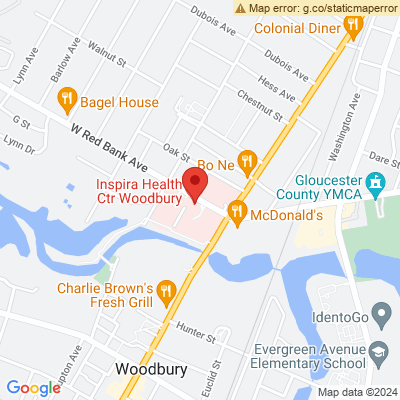 Map error: g.co/staticmaperror
Dubois Ave
Colonial Diner
Lynn Ave
Barlow Ave
Walnut St
Dubois Ave
Hess Ave
Bagel House
Chestnut St
G St
Lynn Dr
W Red Bank Ave
Oak St
Washington Ave
Dare St
Bo Ne
Inspira Health
Ctr Woodbury
Gloucester
County YMCA
McDonald's
Charlie Brown's
Fresh Grill
IdentoGo
Hunter St
Evergreen Avenue
Elementary School
Woodbury
Euclid St
upton Ave
Google
Map data ©2024